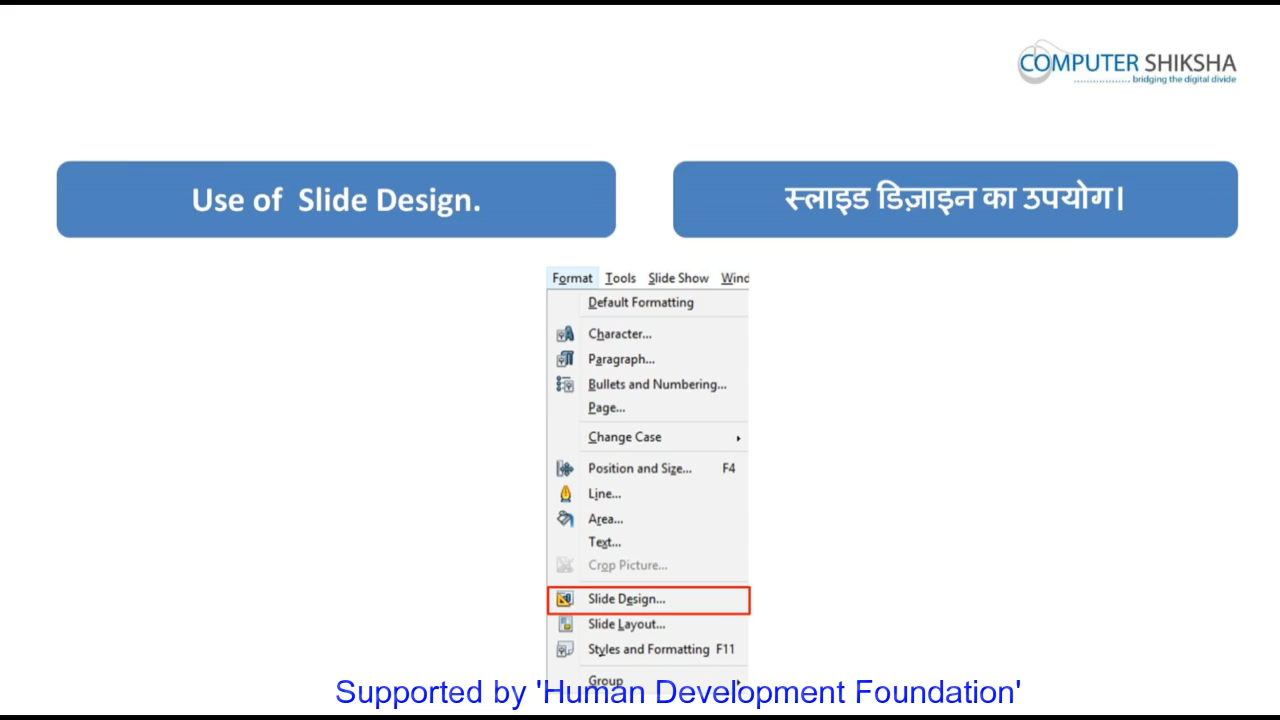 COMPUTER SHIKSHA
bridging the digital divide
Use of Slide Design.
स्लाइड डिज़ाइन का उपयोग।
Format Tools Slide Show Wind
Default Formatting
Character...
Paragraph...
Bullets and Numbering...
Page...
Change Case
Position and Size... F4
Line...
Area...
Text...
Crop Picture...
Slide Design...
Slide Layout...
Styles and Formatting F11
Group
Supported by 'Human Development Foundation'